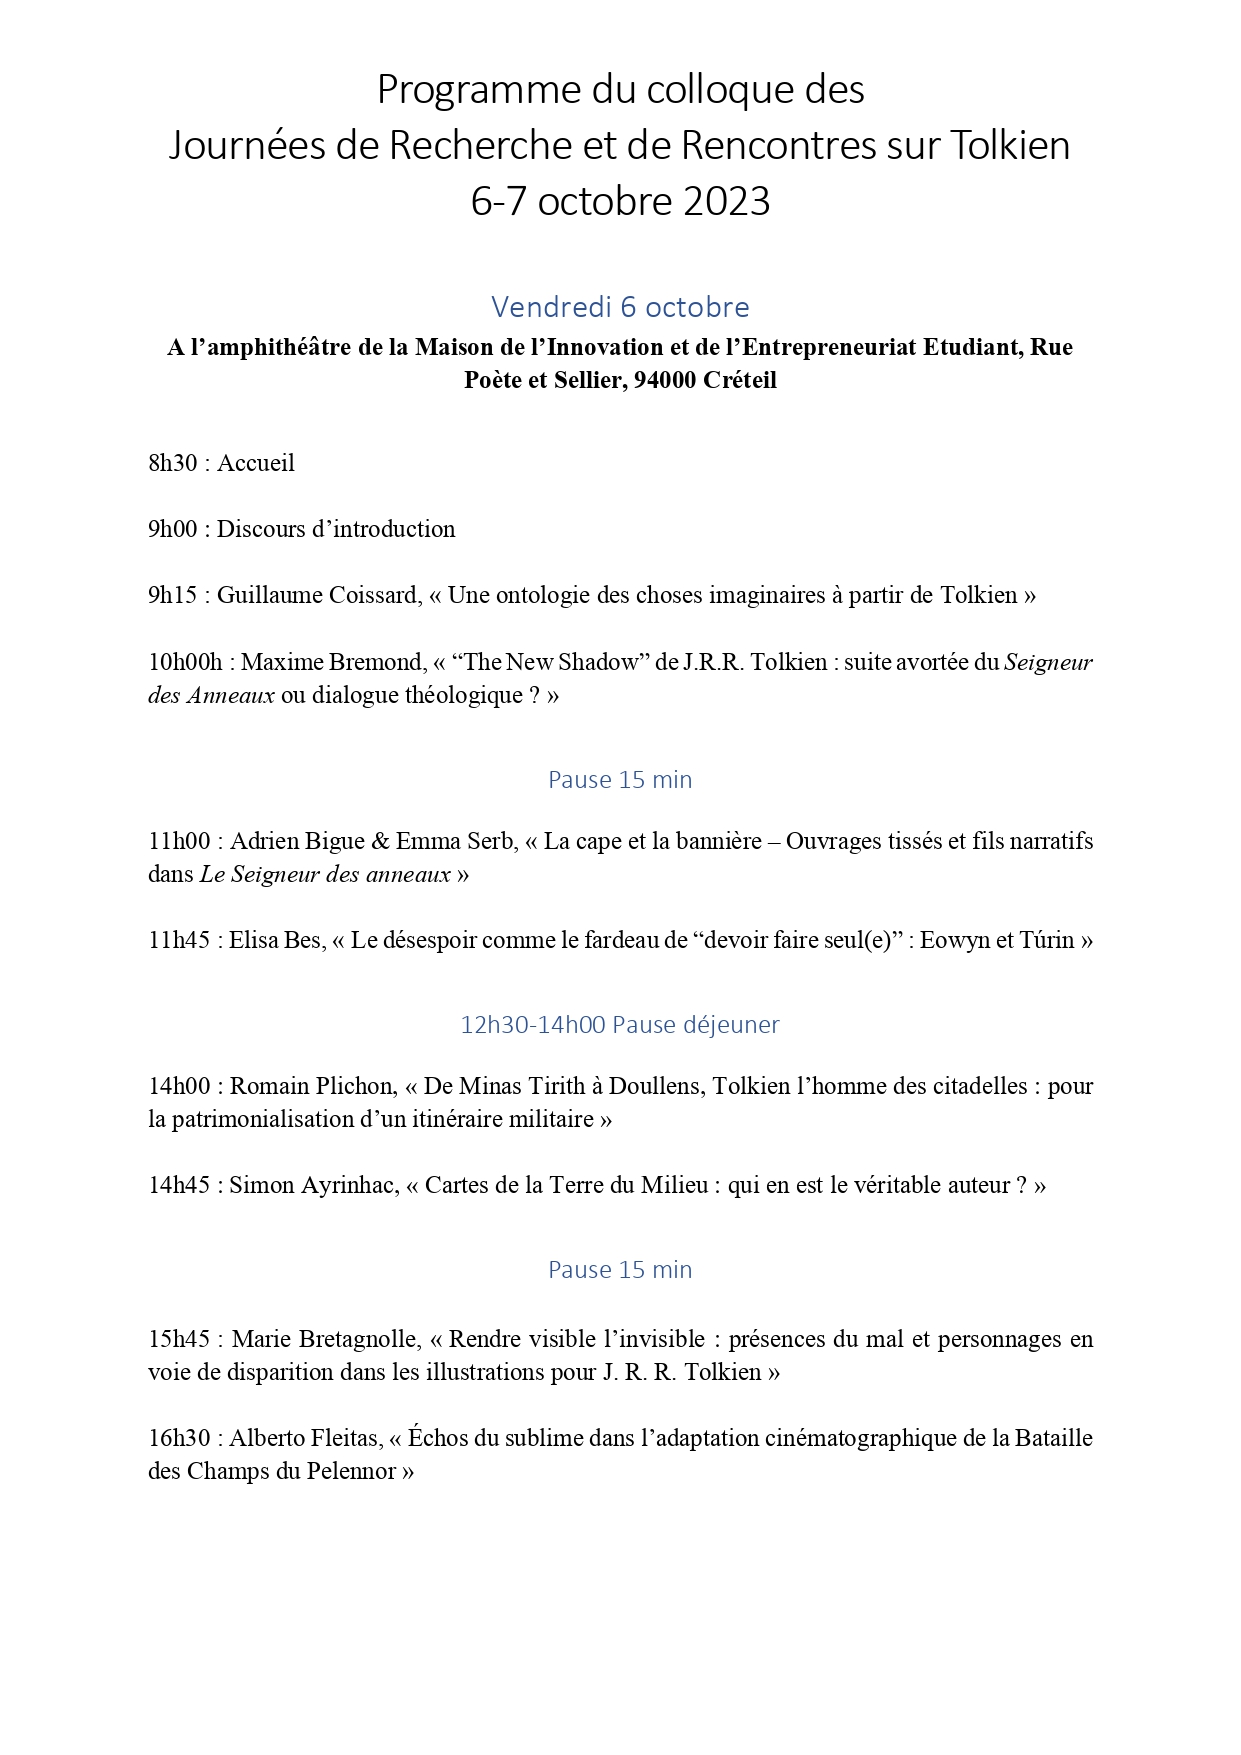 Programme du colloque des
Journées de Recherche et de Rencontres sur Tolkien
6-7 octobre 2023
Vendredi 6 octobre
A l’amphithéâtre de la Maison de l’Innovation et de l’Entrepreneuriat Etudiant, Rue
Poète et Sellier, 94000 Créteil
8h30 : Accueil
9h00 : Discours d’introduction
9h15 : Guillaume Coissard, « Une ontologie des choses imaginaires à partir de Tolkien »
10h00h : Maxime Bremond, « “The New Shadow” de J.R.R. Tolkien : suite avortée du Seigneur
des Anneaux ou dialogue théologique ? »
Pause 15 min
11h00 : Adrien Bigue & Emma Serb, « La cape et la bannière – Ouvrages tissés et fils narratifs
dans Le Seigneur des anneaux »
11h45 : Elisa Bes, « Le désespoir comme le fardeau de “devoir faire seul(e)” : Eowyn et Túrin »
12h30-14h00 Pause déjeuner
14h00 : Romain Plichon, « De Minas Tirith à Doullens, Tolkien l’homme des citadelles : pour
la patrimonialisation d’un itinéraire militaire »
14h45 : Simon Ayrinhac, « Cartes de la Terre du Milieu : qui en est le véritable auteur ? »
Pause 15 min
15h45 : Marie Bretagnolle, « Rendre visible l’invisible : présences du mal et personnages en
voie de disparition dans les illustrations pour J. R. R. Tolkien »
16h30 : Alberto Fleitas, « Échos du sublime dans l’adaptation cinématographique de la Bataille
des Champs du Pelennor »